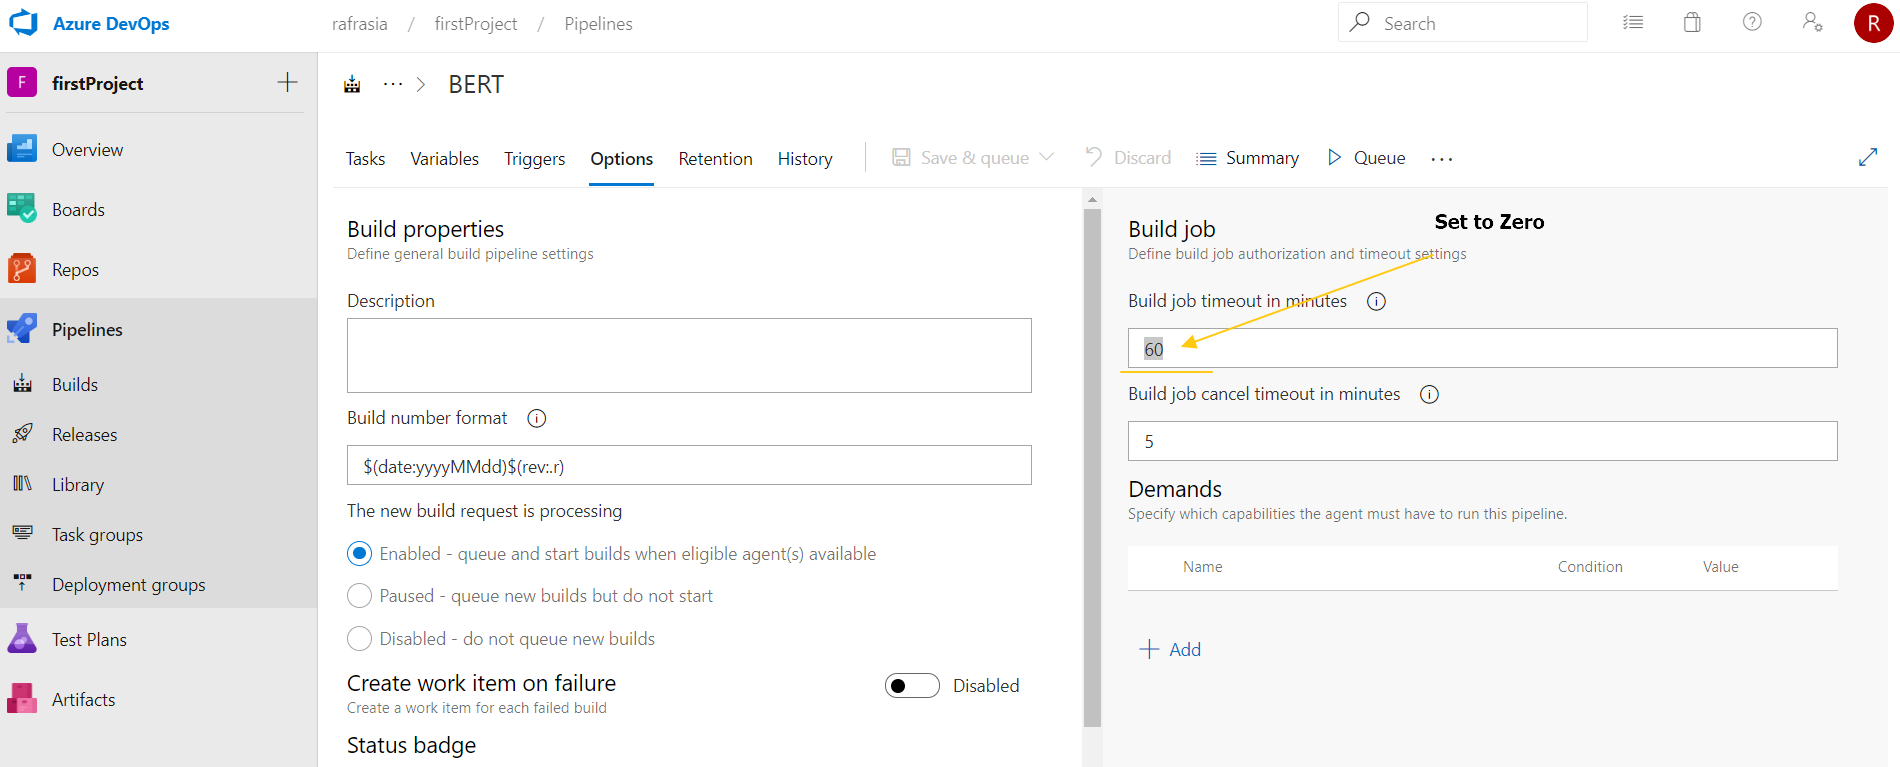 Azure DevOps
rafrasia / firstProject / Pipelines
Search
R
F firstProject
Overview
Boards
Repos
Pipelines
Builds
Releases
Library
Task groups
Deployment groups
Test Plans
Artifacts
... > BERT
Tasks Variables Triggers Options Retention History Save & queue Discard Summary Queue ...
Build properties
Define general build pipeline settings
Description
Build number format
$(date:yyyyMMdd)$(rev:.r)
The new build request is processing
Enabled - queue and start builds when eligible agent(s) available
Paused - queue new builds but do not start
Disabled - do not queue new builds
Create work item on failure
Disabled
Create a work item for each failed build
Status badge
Set to Zero
Build job
Define build job authorization and timeout settings
Build job timeout in minutes
60
Build job cancel timeout in minutes
5
Demands
Specify which capabilities the agent must have to run this pipeline.
Name Condition Value
+ Add